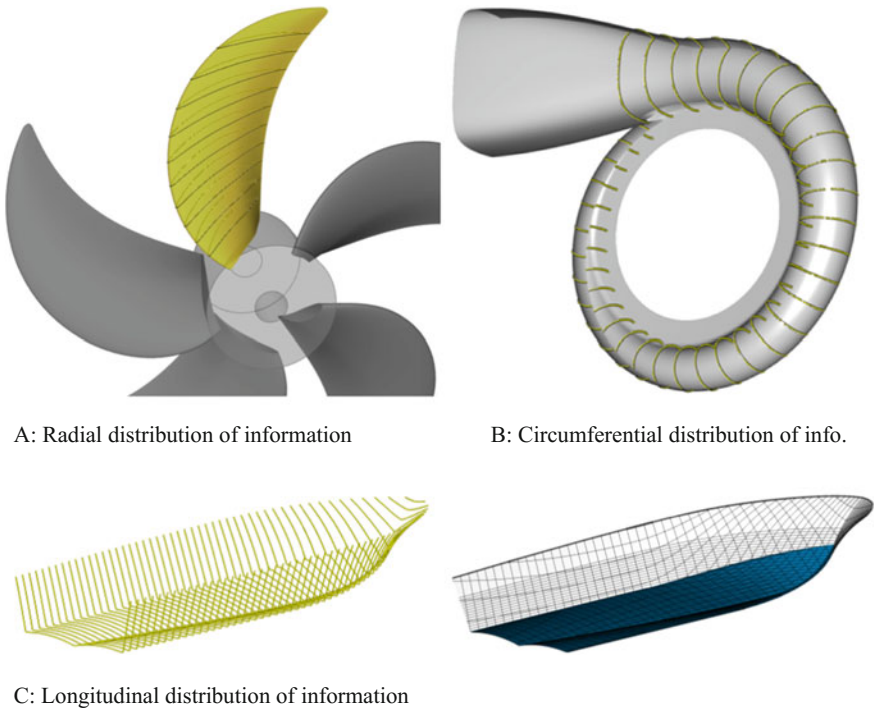 A: Radial distribution of information
B: Circumferential distribution of info.
C: Longitudinal distribution of information